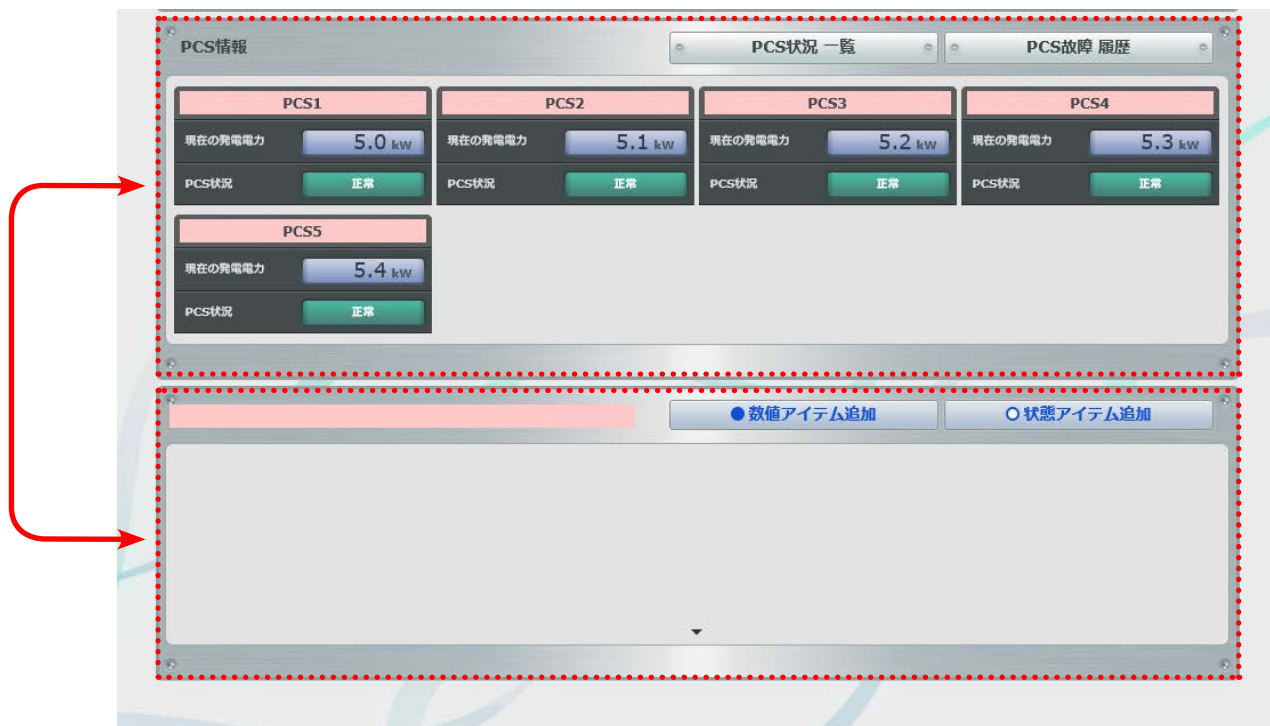 PCS情報 PCS状況 一覧 PCS故障 履歴
PCS1 PCS2 PCS3 PCS4
現在の発電電力 5.0 kW 現在の発電電力 5.1 kW 現在の発電電力 5.2 kW 現在の発電電力 5.3 kW
PCS状況 正常 PCS状況 正常 PCS状況 正常 PCS状況 正常
PCS5
現在の発電電力 5.4 kW
PCS状況 正常
●数値アイテム追加 ○状態アイテム追加